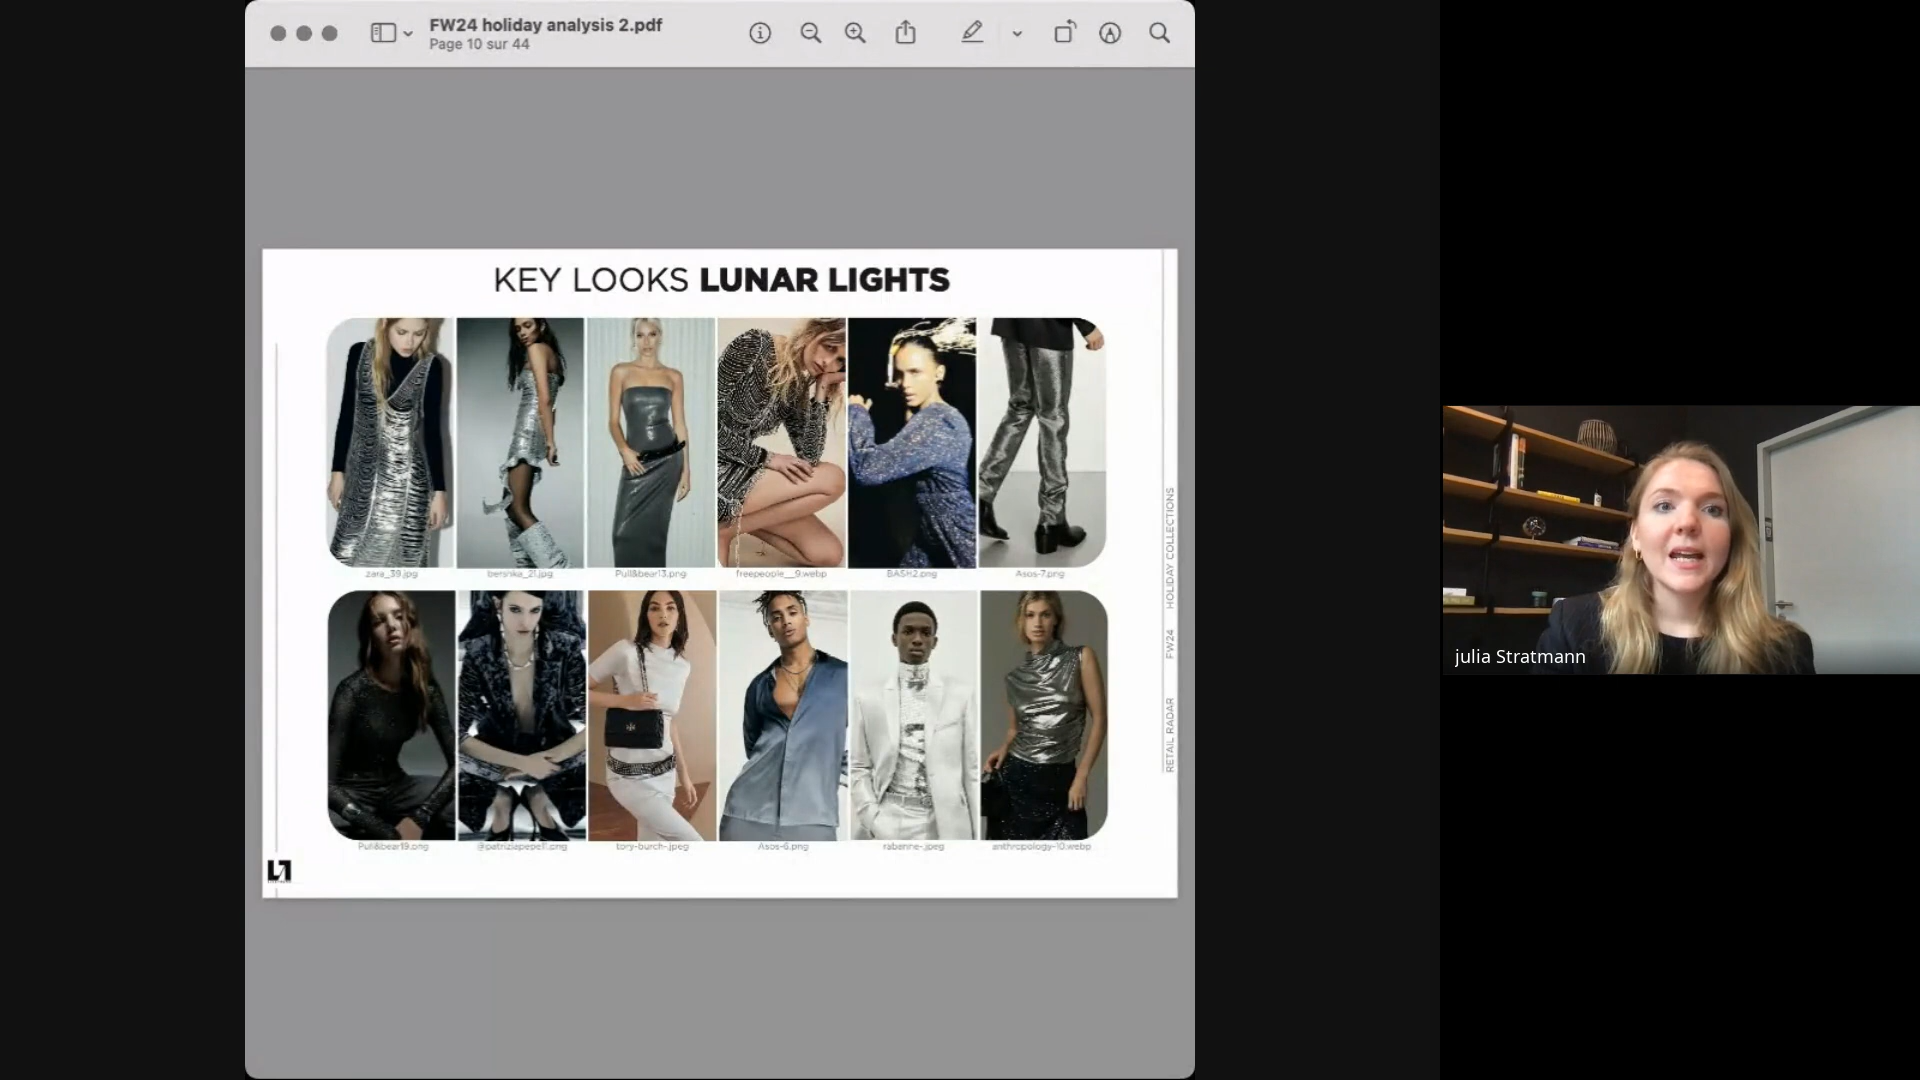 FW24 holiday analysis 2.pdf
Page 10 sur 44
KEY LOOKS LUNAR LIGHTS
zara_39.jpg
bershka_21.jpg
Pull&bear13.png
freepeople__9.webp
BASH2.png
Asos-7.png
Pull&bear19.png
@patriziapepe11.png
tory-burch-.jpeg
Asos-6.png
rabanne-.jpeg
anthropology-10.webp
RETAIL RADAR FW24 HOLIDAY COLLECTIONS
julia Stratmann